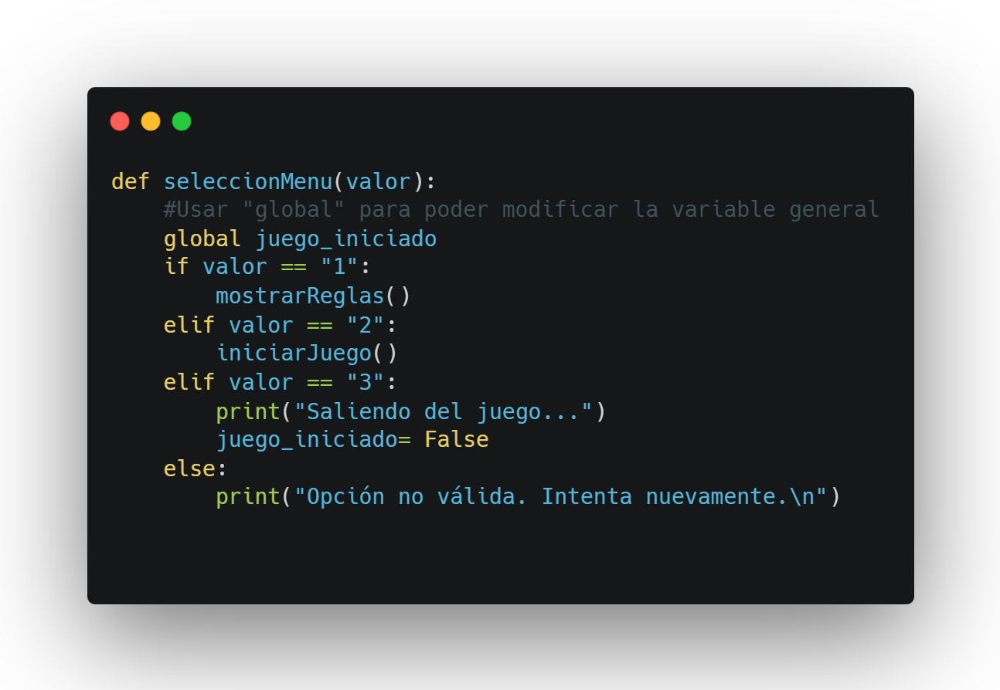 def seleccionMenu(valor):
    #Usar "global" para poder modificar la variable general
    global juego_iniciado
    if valor == "1":
        mostrarReglas()
    elif valor == "2":
        iniciarJuego()
    elif valor == "3":
        print("Saliendo del juego...")
        juego_iniciado= False
    else:
        print("Opción no válida. Intenta nuevamente.\n")